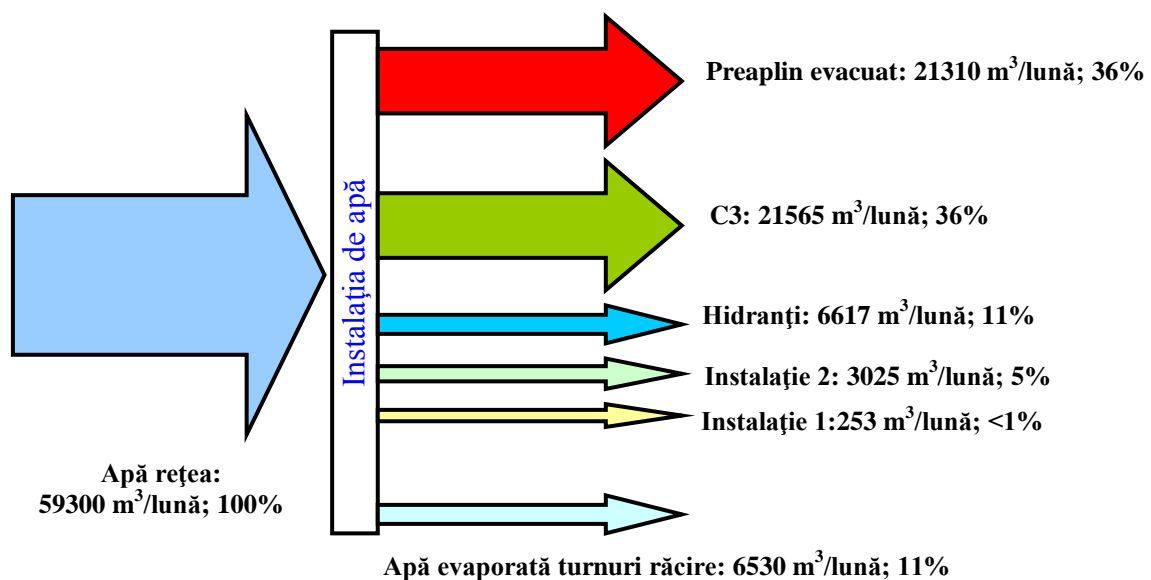 Preaplin evacuat: 21310 m³/lună; 36%
Instalaţia de apă
C3: 21565 m³/lună; 36%
Hidranţi: 6617 m³/lună; 11%
Instalaţie 2: 3025 m³/lună; 5%
Instalaţie 1:253 m³/lună; <1%
Apă reţea:
59300 m³/lună; 100%
Apă evaporată turnuri răcire: 6530 m³/lună; 11%